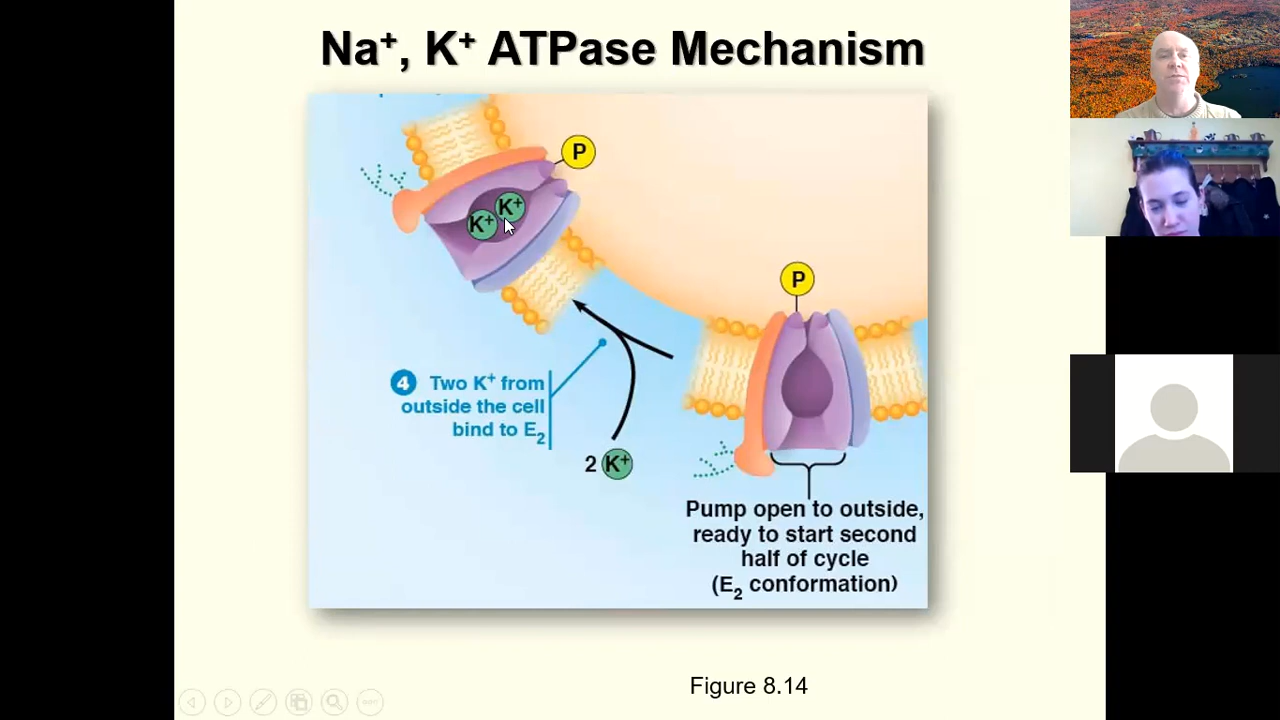 Na⁺, K⁺ ATPase Mechanism
P
K⁺ K⁺
P
4 Two K⁺ from
outside the cell
bind to E₂
2 K⁺
Pump open to outside,
ready to start second
half of cycle
(E₂ conformation)
Figure 8.14